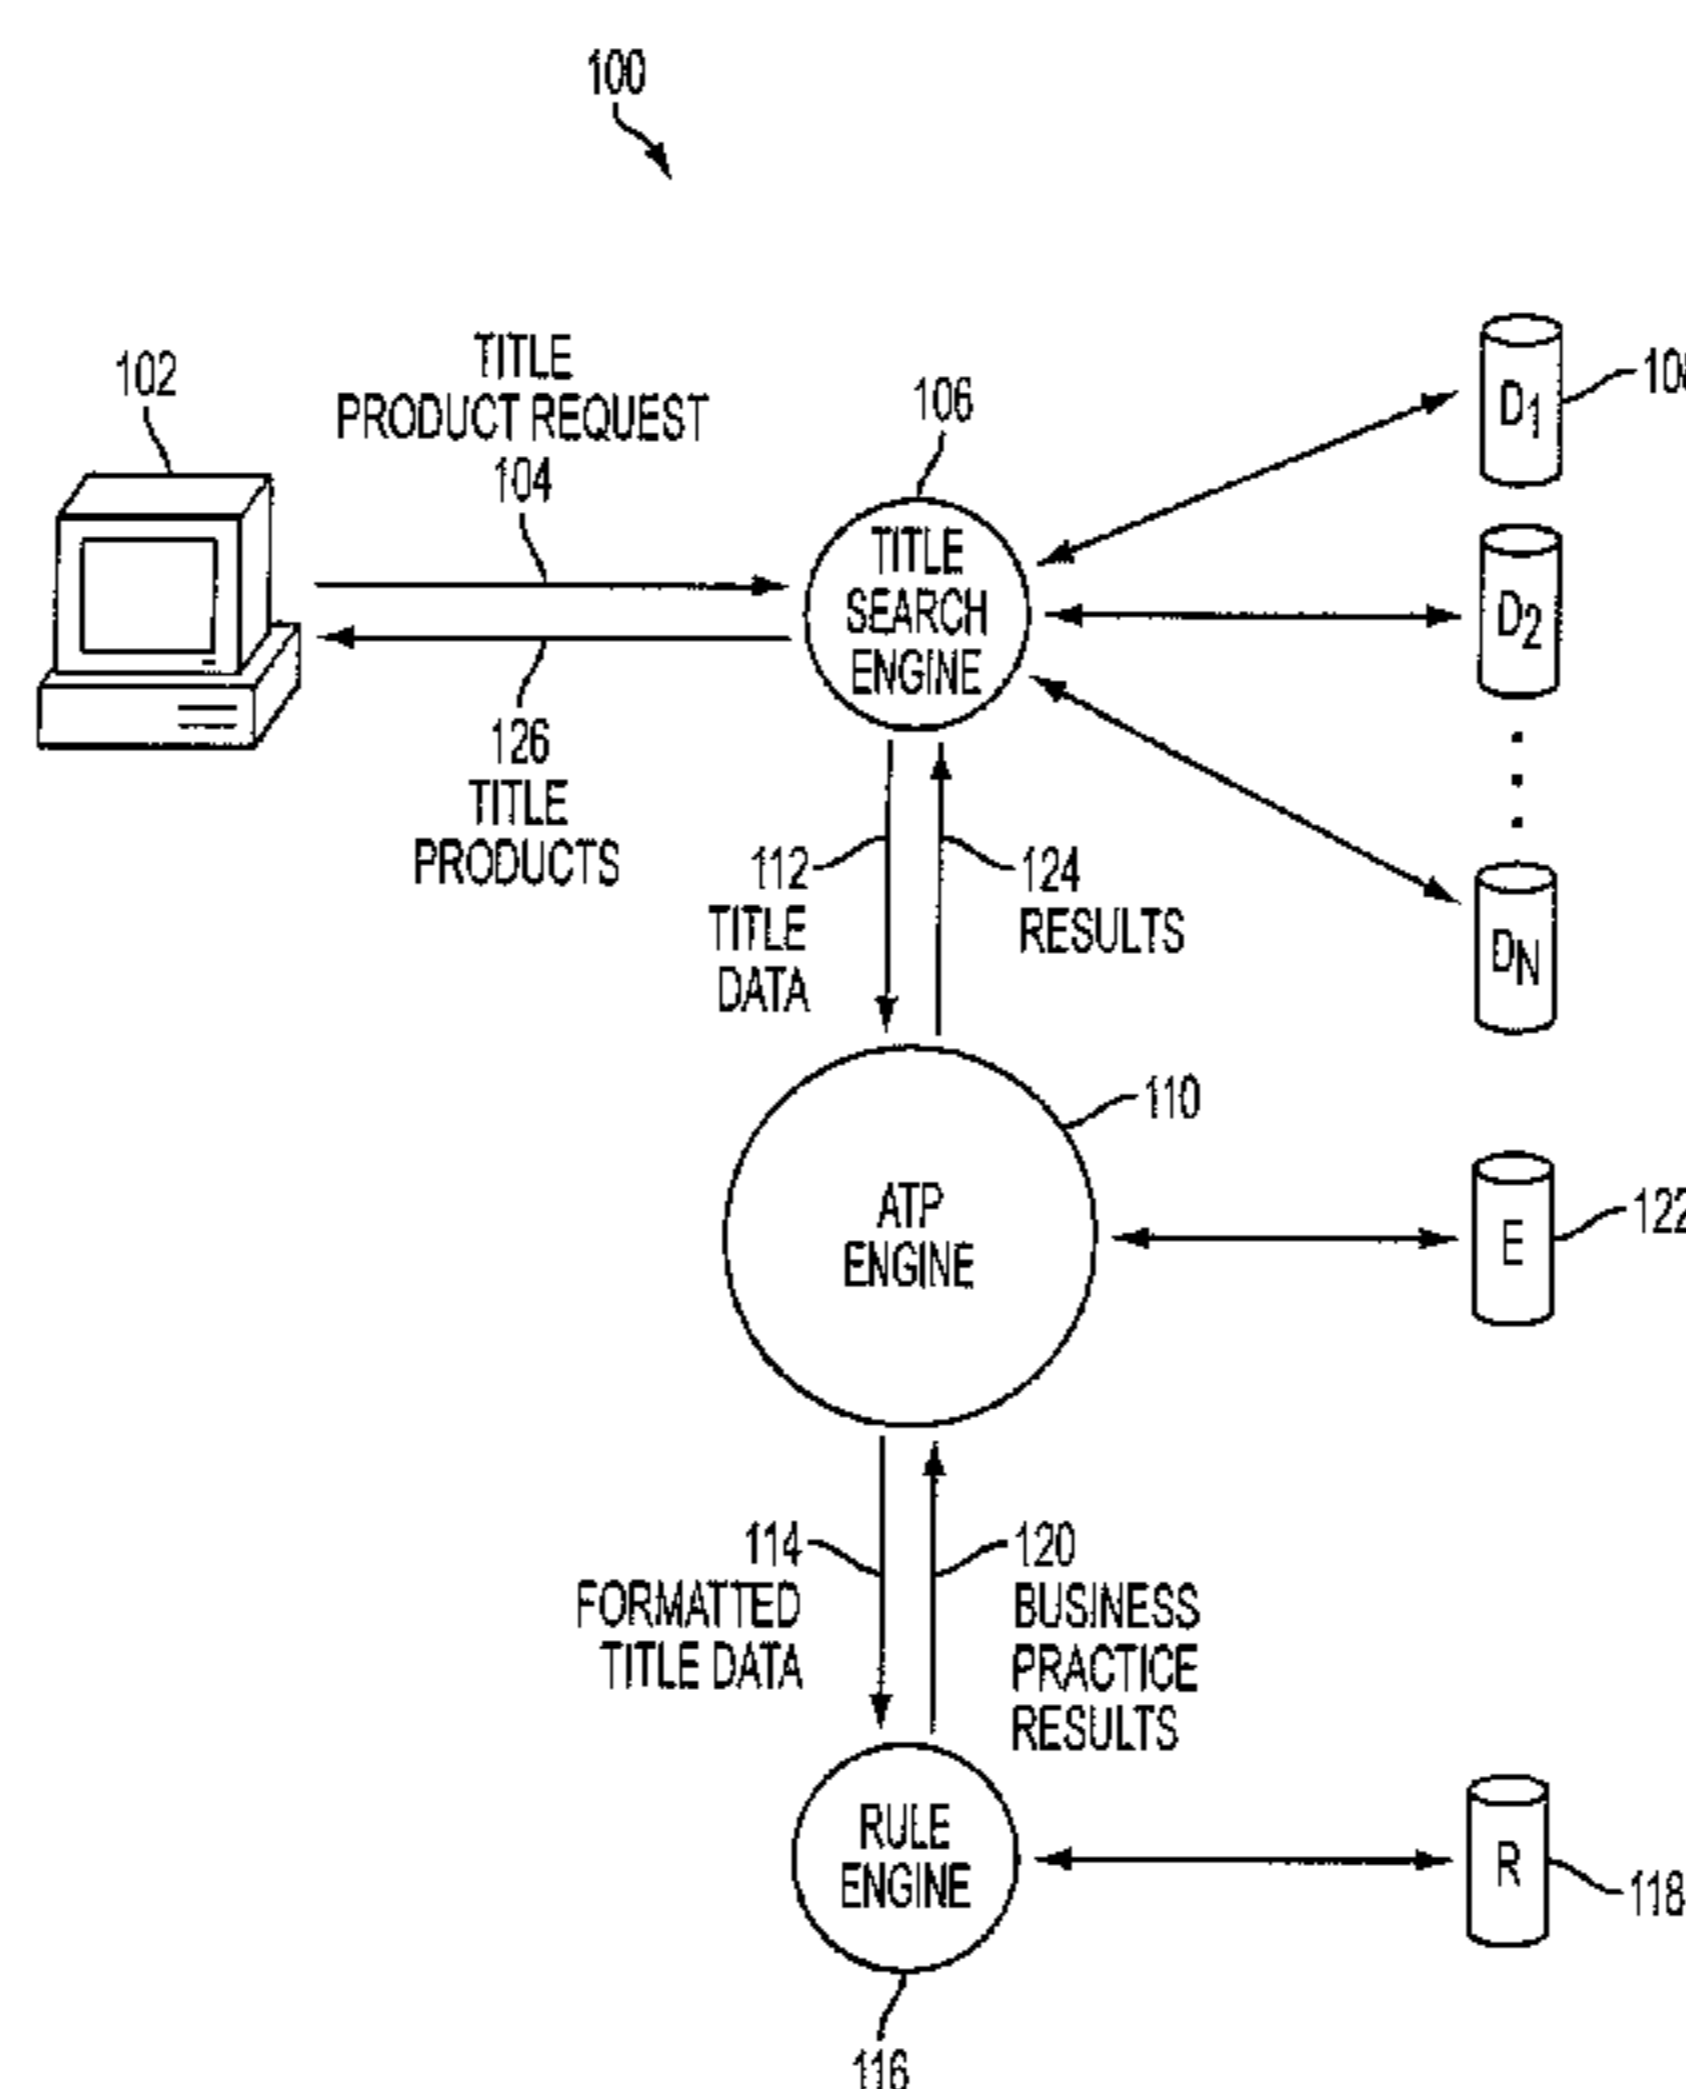 100
102
TITLE
PRODUCT REQUEST
104
106
TITLE
SEARCH
ENGINE
D1
D2
DN
126
TITLE
PRODUCTS
112
TITLE
DATA
124
RESULTS
110
ATP
ENGINE
E
122
114
FORMATTED
TITLE DATA
120
BUSINESS
PRACTICE
RESULTS
RULE
ENGINE
R
118
116